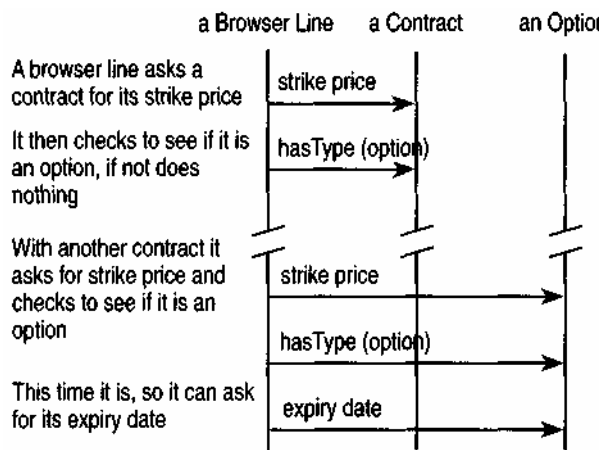 a Browser Line a Contract an Option
A browser line asks a
contract for its strike price
strike price
It then checks to see if it is
an option, if not does
nothing
hasType (option)
With another contract it
asks for strike price and
checks to see if it is an
option
strike price
hasType (option)
This time it is, so it can ask
for its expiry date
expiry date